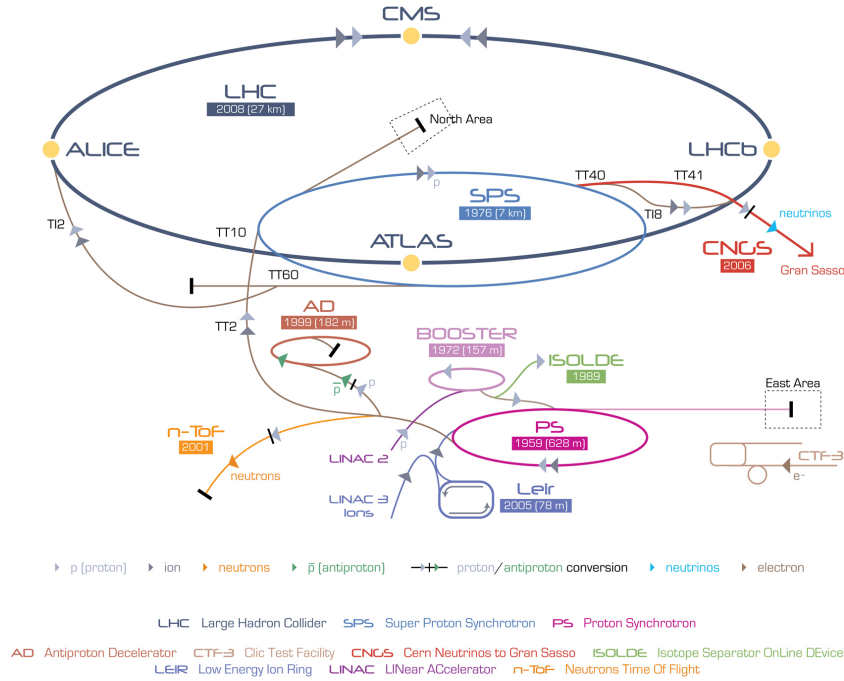 CMS
LHC
2008 (27 km)
North Area
ALICE
LHCb
TT40
TT41
p
SPS
1976 (7 km)
TI8
neutrinos
TI2
TT10
ATLAS
CNGS
2006
Gran Sasso
TT60
AD
1999 (182 m)
TT2
BOOSTER
1972 (157 m)
ISOLDE
1989
p̅
p
East Area
n-ToF
2001
PS
1959 (628 m)
p
LINAC 2
neutrons
CTF-3
e-
LINAC 3
Ions
Leir
2005 (78 m)
p (proton) ion neutrons p̅ (antiproton) proton/antiproton conversion neutrinos electron
LHC Large Hadron Collider SPS Super Proton Synchrotron PS Proton Synchrotron
AD Antiproton Decelerator CTF-3 Clic Test Facility CNGS Cern Neutrinos to Gran Sasso ISOLDE Isotope Separator OnLine DEvice
LEIR Low Energy Ion Ring LINAC LINear ACcelerator n-ToF Neutrons Time Of Flight